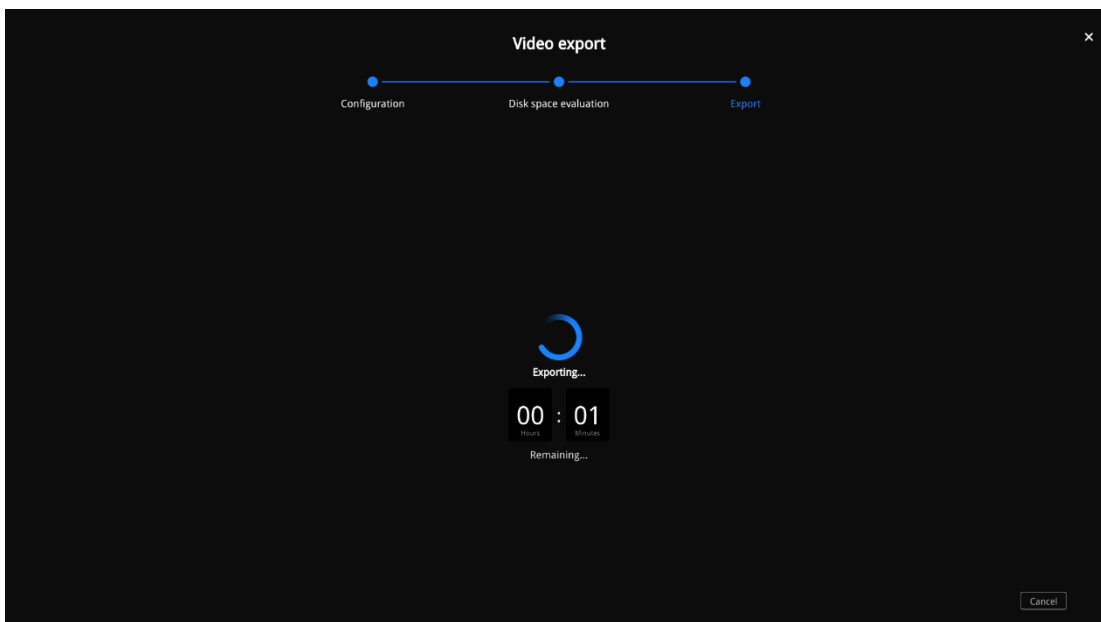 Video export
×
Configuration Disk space evaluation Export
Exporting...
00 : 01
Hours Minutes
Remaining...
Cancel